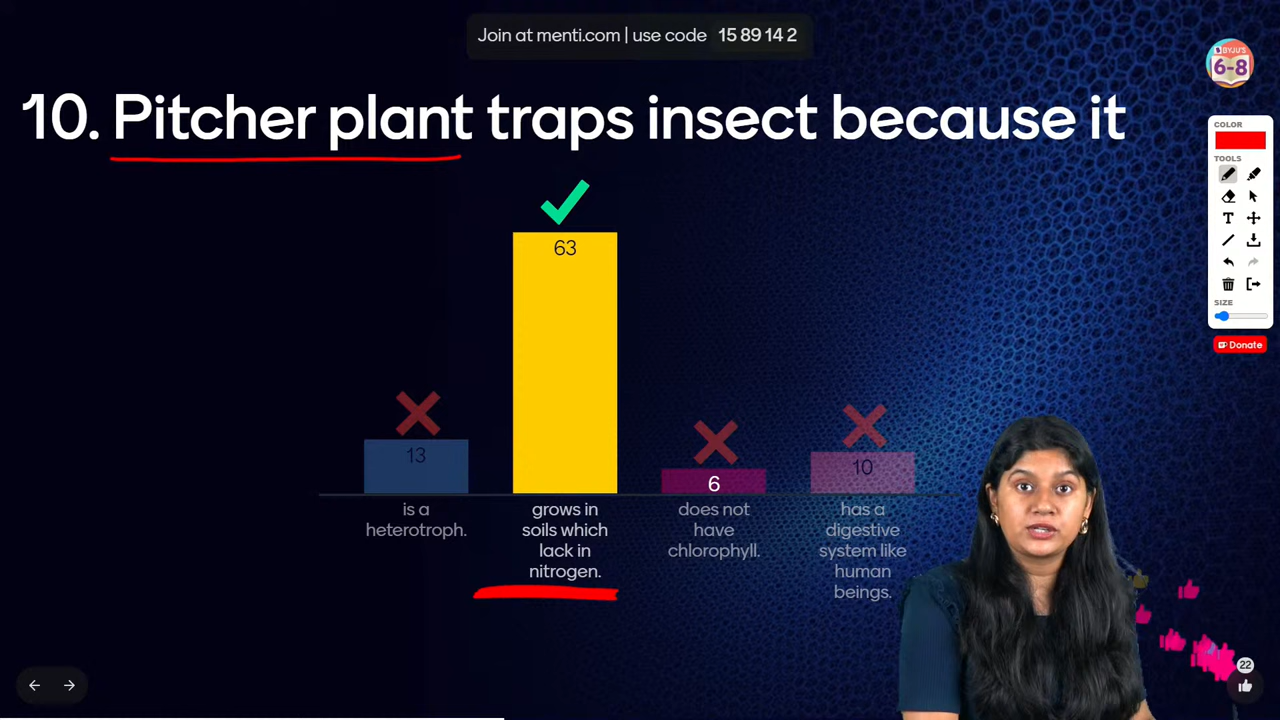 Join at menti.com | use code 15 89 14 2
BYJU'S
6-8
10. Pitcher plant traps insect because it
COLOR
TOOLS
T
SIZE
Donate
63
13
6
10
is a
heterotroph.
grows in
soils which
lack in
nitrogen.
does not
have
chlorophyll.
has a
digestive
system like
human
beings.
22